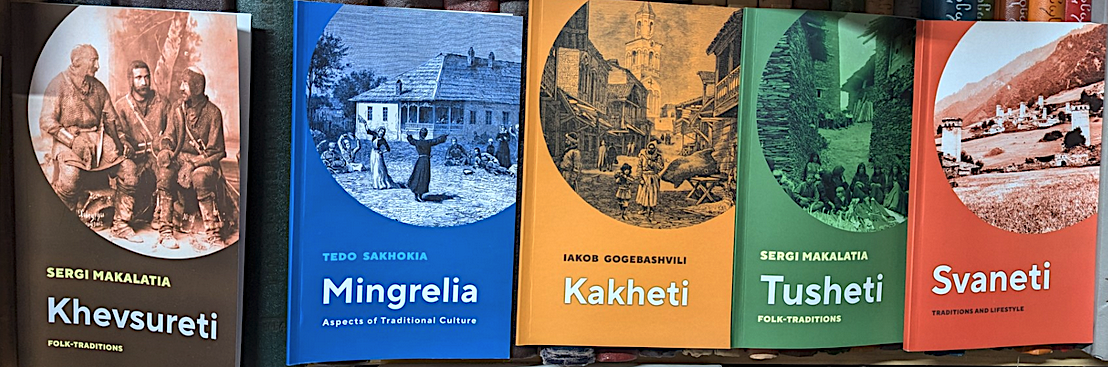 SERGI MAKALATIA
Khevsureti
FOLK-TRADITIONS
TEDO SAKHOKIA
Mingrelia
Aspects of Traditional Culture
IAKOB GOGEBASHVILI
Kakheti
SERGI MAKALATIA
Tusheti
FOLK-TRADITIONS
Svaneti
TRADITIONS AND LIFESTYLE